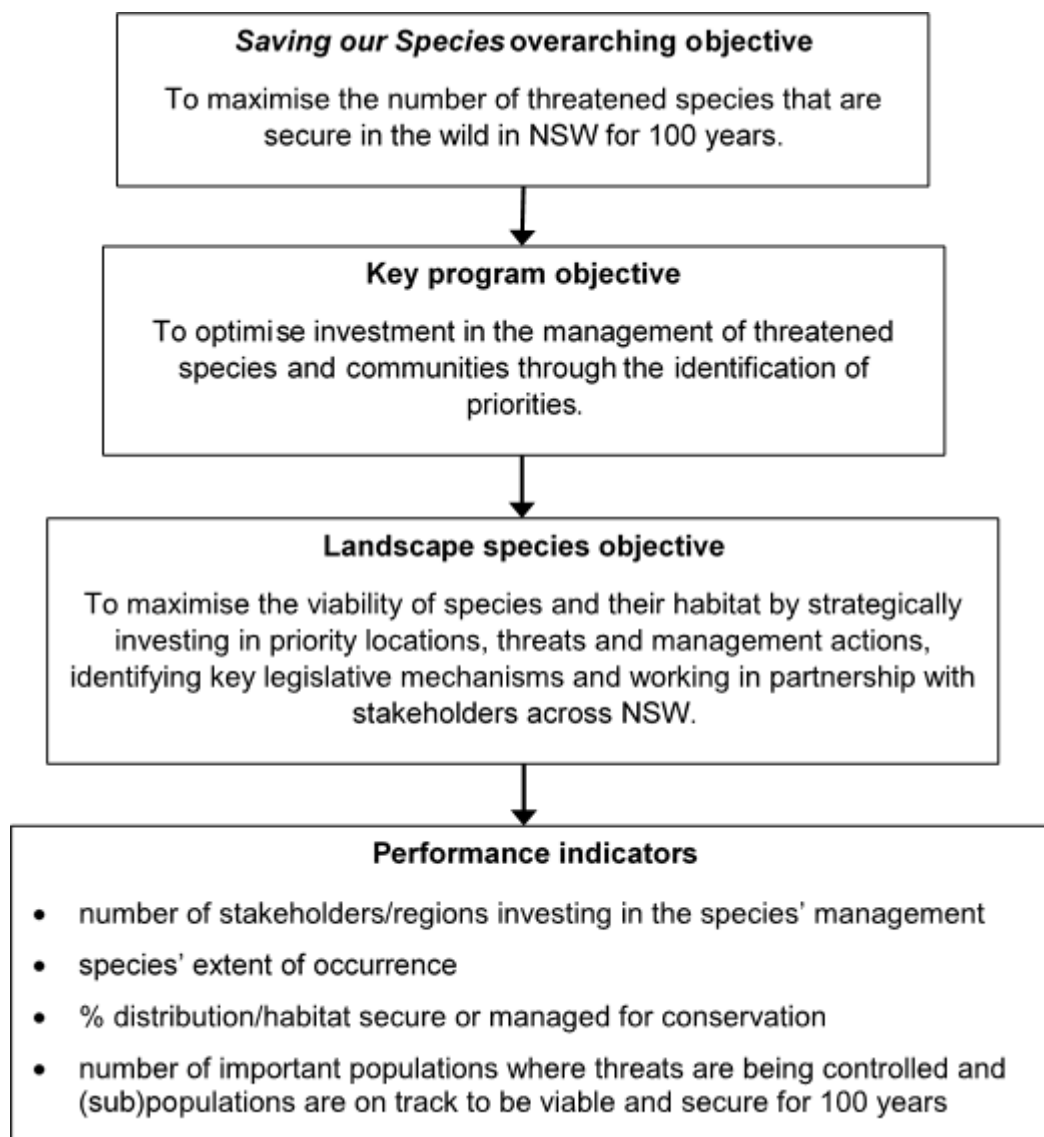 Saving our Species overarching objective
To maximise the number of threatened species that are
secure in the wild in NSW for 100 years.
Key program objective
To optimise investment in the management of threatened
species and communities through the identification of
priorities.
Landscape species objective
To maximise the viability of species and their habitat by strategically
investing in priority locations, threats and management actions,
identifying key legislative mechanisms and working in partnership with
stakeholders across NSW.
Performance indicators
• number of stakeholders/regions investing in the species’ management
• species’ extent of occurrence
• % distribution/habitat secure or managed for conservation
• number of important populations where threats are being controlled and
(sub)populations are on track to be viable and secure for 100 years